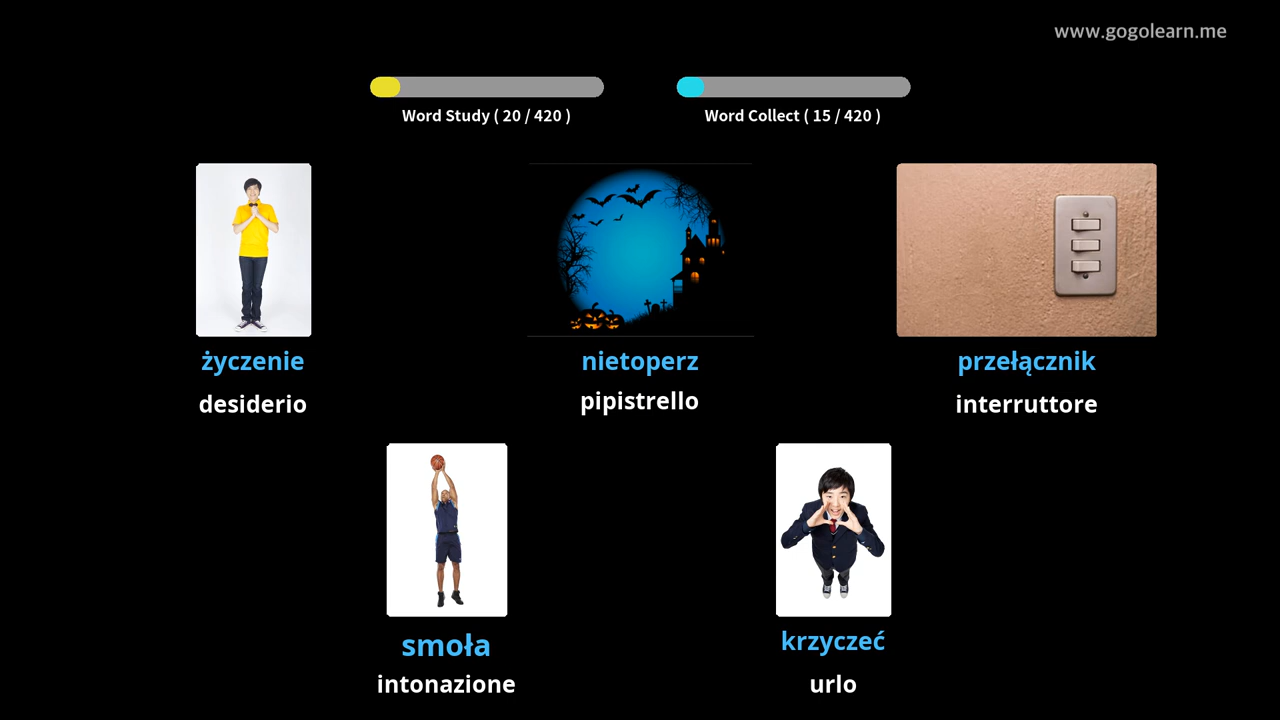 www.gogolearn.me
Word Study ( 20 / 420 )
Word Collect ( 15 / 420 )
życzenie
desiderio
nietoperz
pipistrello
przełącznik
interruttore
smoła
intonazione
krzyczeć
urlo